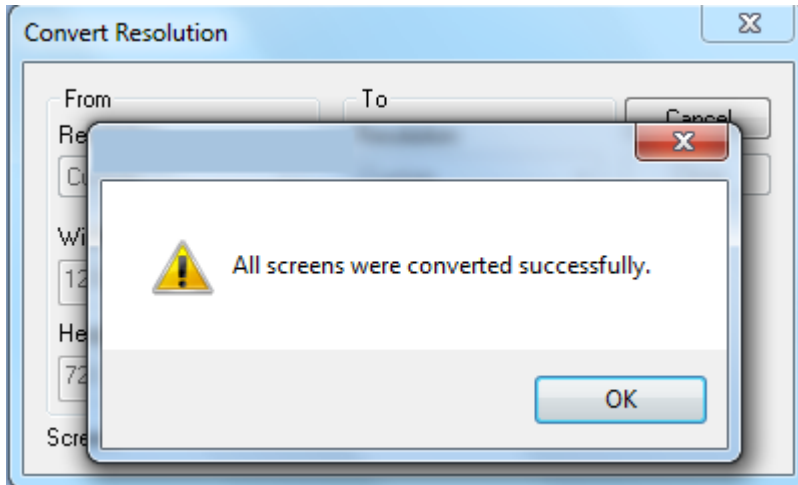 Convert Resolution
From
To
Cancel
All screens were converted successfully.
OK